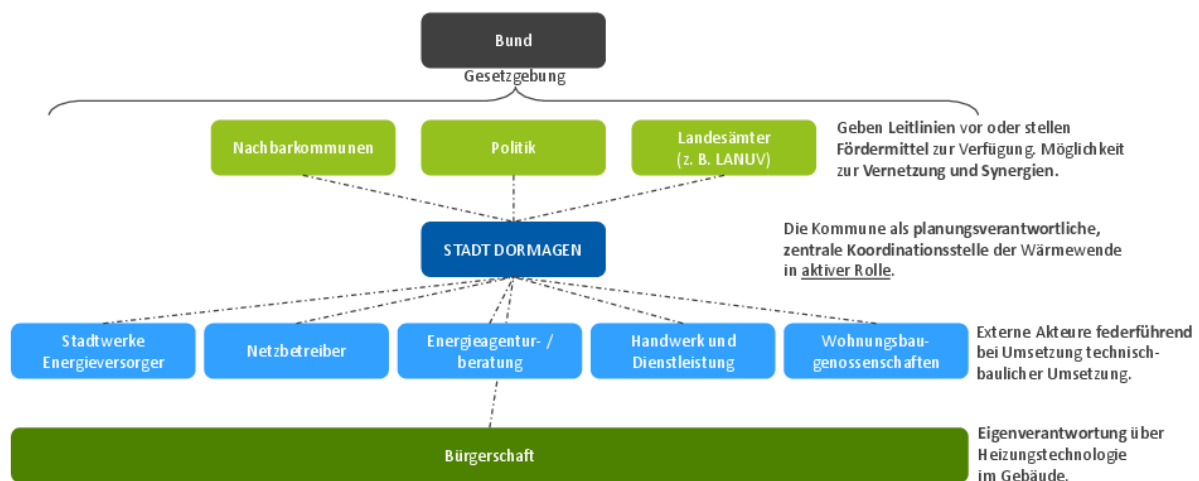 Bund
Gesetzgebung
Nachbarkommunen
Politik
Landesämter
(z. B. LANUV)
Geben Leitlinien vor oder stellen
Fördermittel zur Verfügung. Möglichkeit
zur Vernetzung und Synergien.
STADT DORMAGEN
Die Kommune als planungsverantwortliche,
zentrale Koordinationsstelle der Wärmewende
in aktiver Rolle.
Stadtwerke
Energieversorger
Netzbetreiber
Energieagentur- /
beratung
Handwerk und
Dienstleistung
Wohnungsbau-
genossenschaften
Externe Akteure federführend
bei Umsetzung technisch-
baulicher Umsetzung.
Bürgerschaft
Eigenverantwortung über
Heizungstechnologie
im Gebäude.